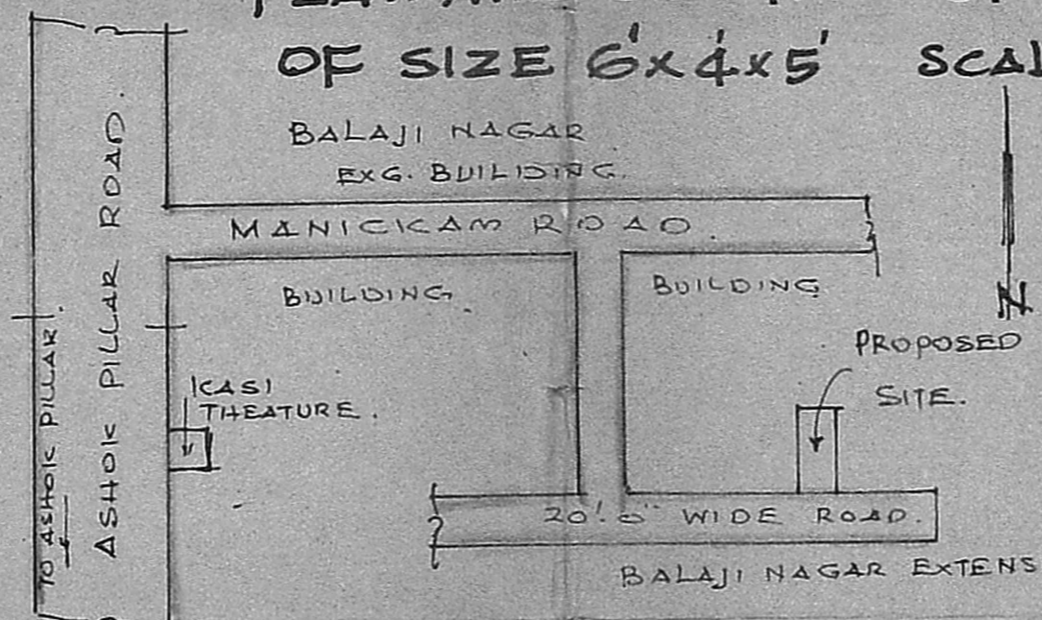 OF SIZE 6'x4'x5' SCAL
BALAJI NAGAR
EXG. BUILIDING.
MANICKAM ROAD.
BUILDING.
BUILDING
ASHOK PILLAR ROAD.
TO ASHOK PILLAR.
KASI
THEATURE.
N
PROPOSED
SITE.
20'.0" WIDE ROAD.
BALAJI NAGAR EXTENS